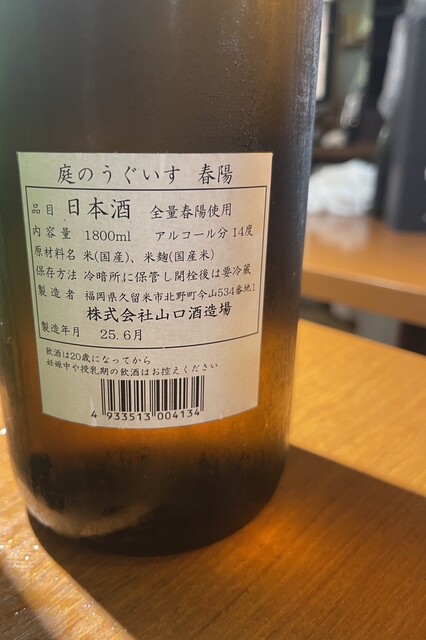 庭のうぐいす 春陽
品目 日本酒 全量春陽使用
内容量 1800ml アルコール分 14度
原材料名 米(国産)、米麹(国産米)
保存方法 冷暗所に保管し開栓後は要冷蔵
製造者 福岡県久留米市北野町今山534番地1
株式会社山口酒造場
製造年月 25. 6月
飲酒は20歳になってから
妊娠中や授乳期の飲酒はお控えください
4 933513 004134